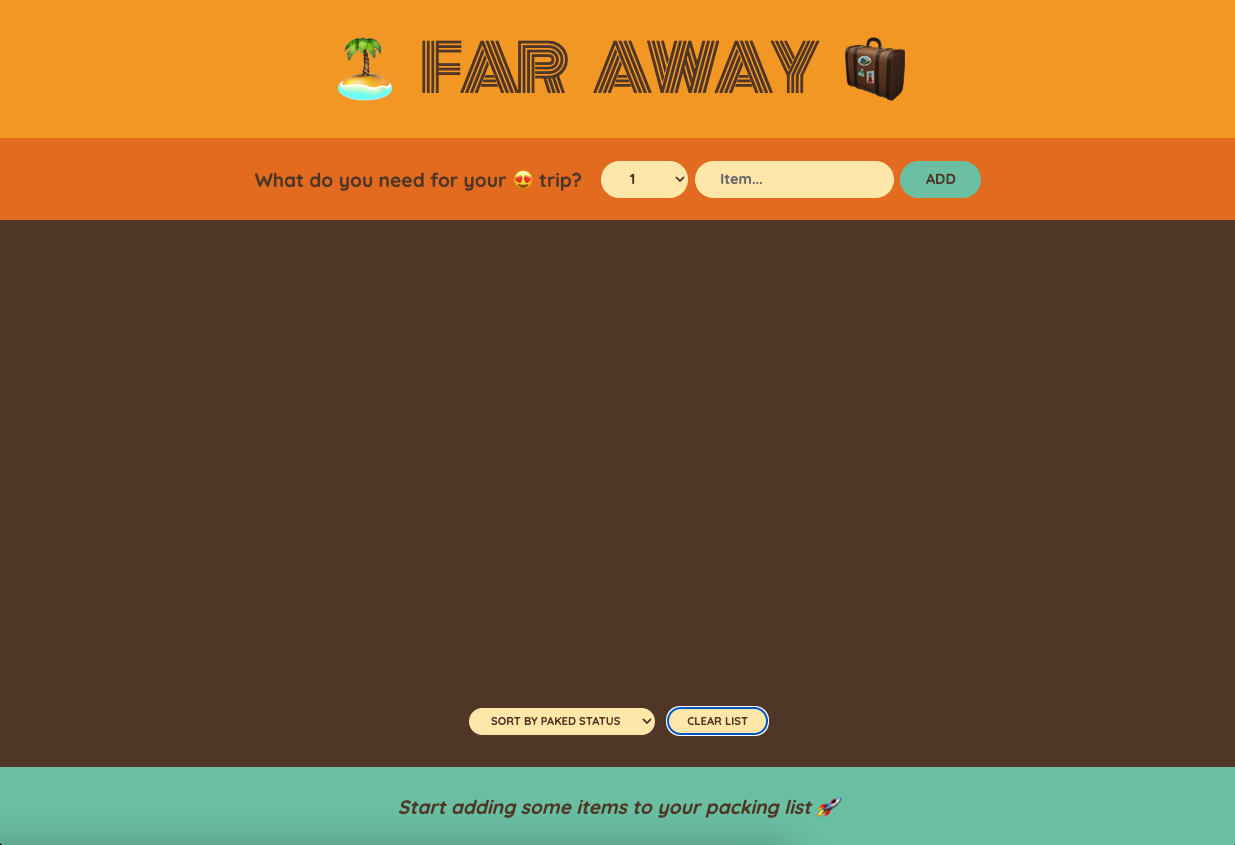 FAR AWAY
What do you need for your 😍 trip? 1 Item... ADD
SORT BY PAKED STATUS CLEAR LIST
Start adding some items to your packing list 🚀